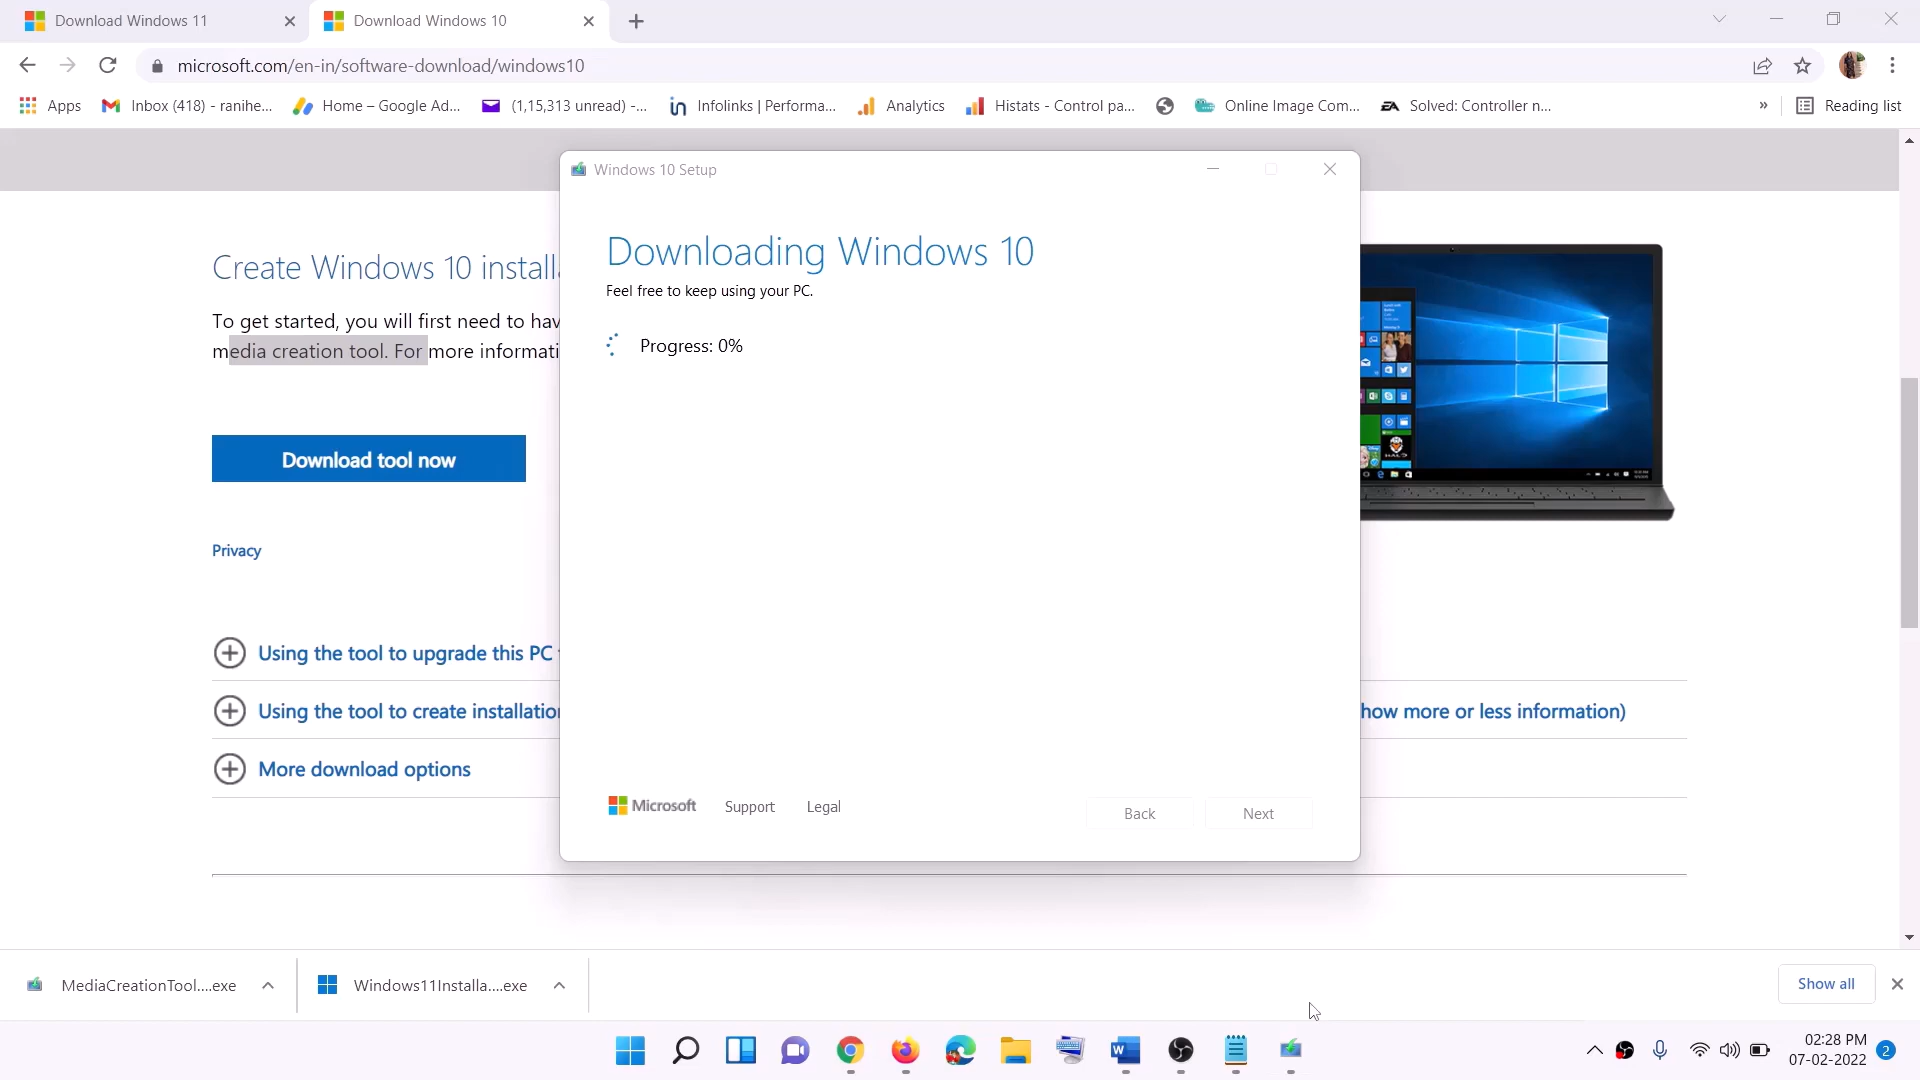 Download Windows 11
Download Windows 10
microsoft.com/en-in/software-download/windows10
Apps
Inbox (418) - ranihe...
Home – Google Ad...
(1,15,313 unread) -...
Infolinks | Performa...
Analytics
Histats - Control pa...
Online Image Com...
Solved: Controller n...
»
Reading list
Windows 10 Setup
Downloading Windows 10
Feel free to keep using your PC.
Progress: 0%
Create Windows 10 install
To get started, you will first need to hav
media creation tool. For more informati
Download tool now
Privacy
Using the tool to upgrade this PC
Using the tool to create installation
how more or less information)
More download options
Microsoft
Support
Legal
Back
Next
MediaCreationTool....exe
Windows11Installa....exe
Show all
02:28 PM
07-02-2022
2